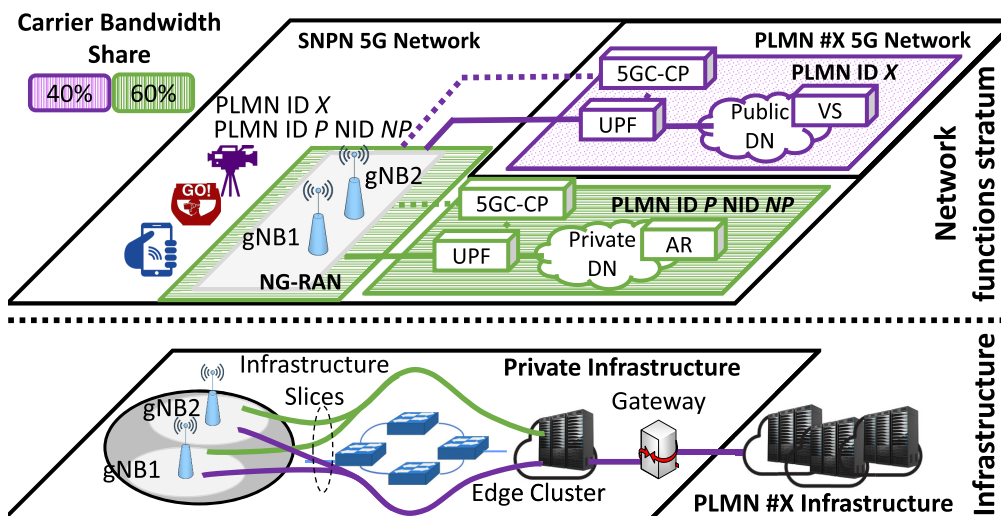 Carrier Bandwidth
Share
40%
60%
SNPN 5G Network
PLMN #X 5G Network
PLMN ID X
5GC-CP
UPF
Public
DN
VS
PLMN ID X
PLMN ID P NID NP
GO!
gNB2
gNB1
NG-RAN
5GC-CP
PLMN ID P NID NP
UPF
Private
DN
AR
Network
functions stratum
Infrastructure
Slices
Private Infrastructure
Gateway
gNB2
gNB1
Edge Cluster
PLMN #X Infrastructure
Infrastructure